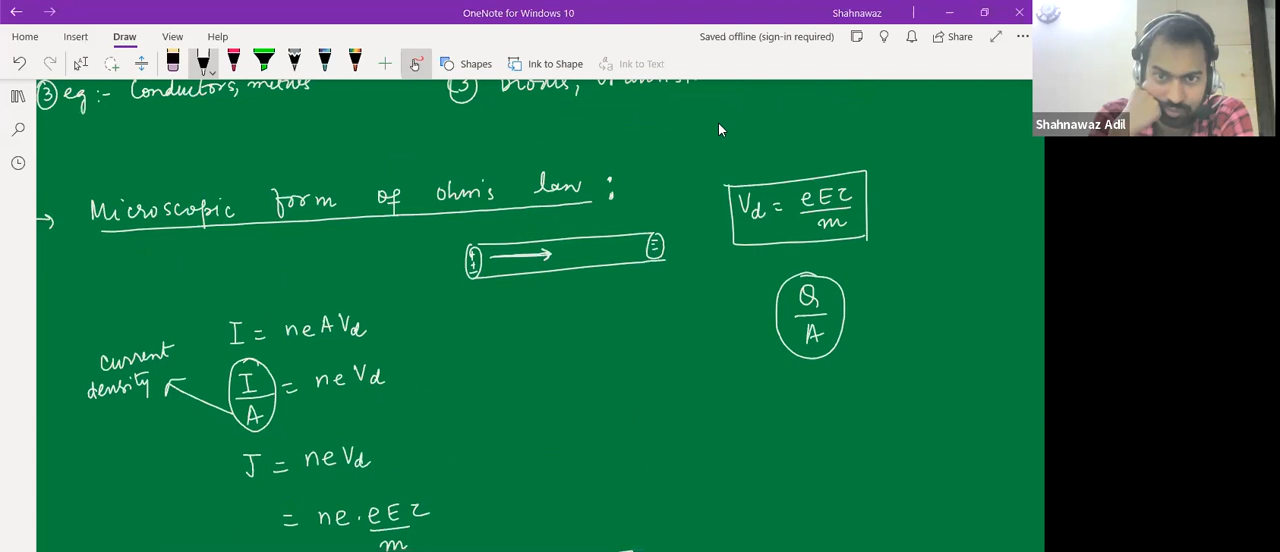 OneNote for Windows 10
Shahnawaz
Home Insert Draw View Help
Saved offline (sign-in required)
Share
Shapes
Ink to Shape
Ink to Text
Shahnawaz Adil
③ eg :- Conductors, metals
③ Diodes,
→ Microscopic form of ohm's law :
Vd = eEτ/m
+ + −
Q/A
I = neAVd
current density
I/A = neVd
J = neVd
= ne · eEτ/m